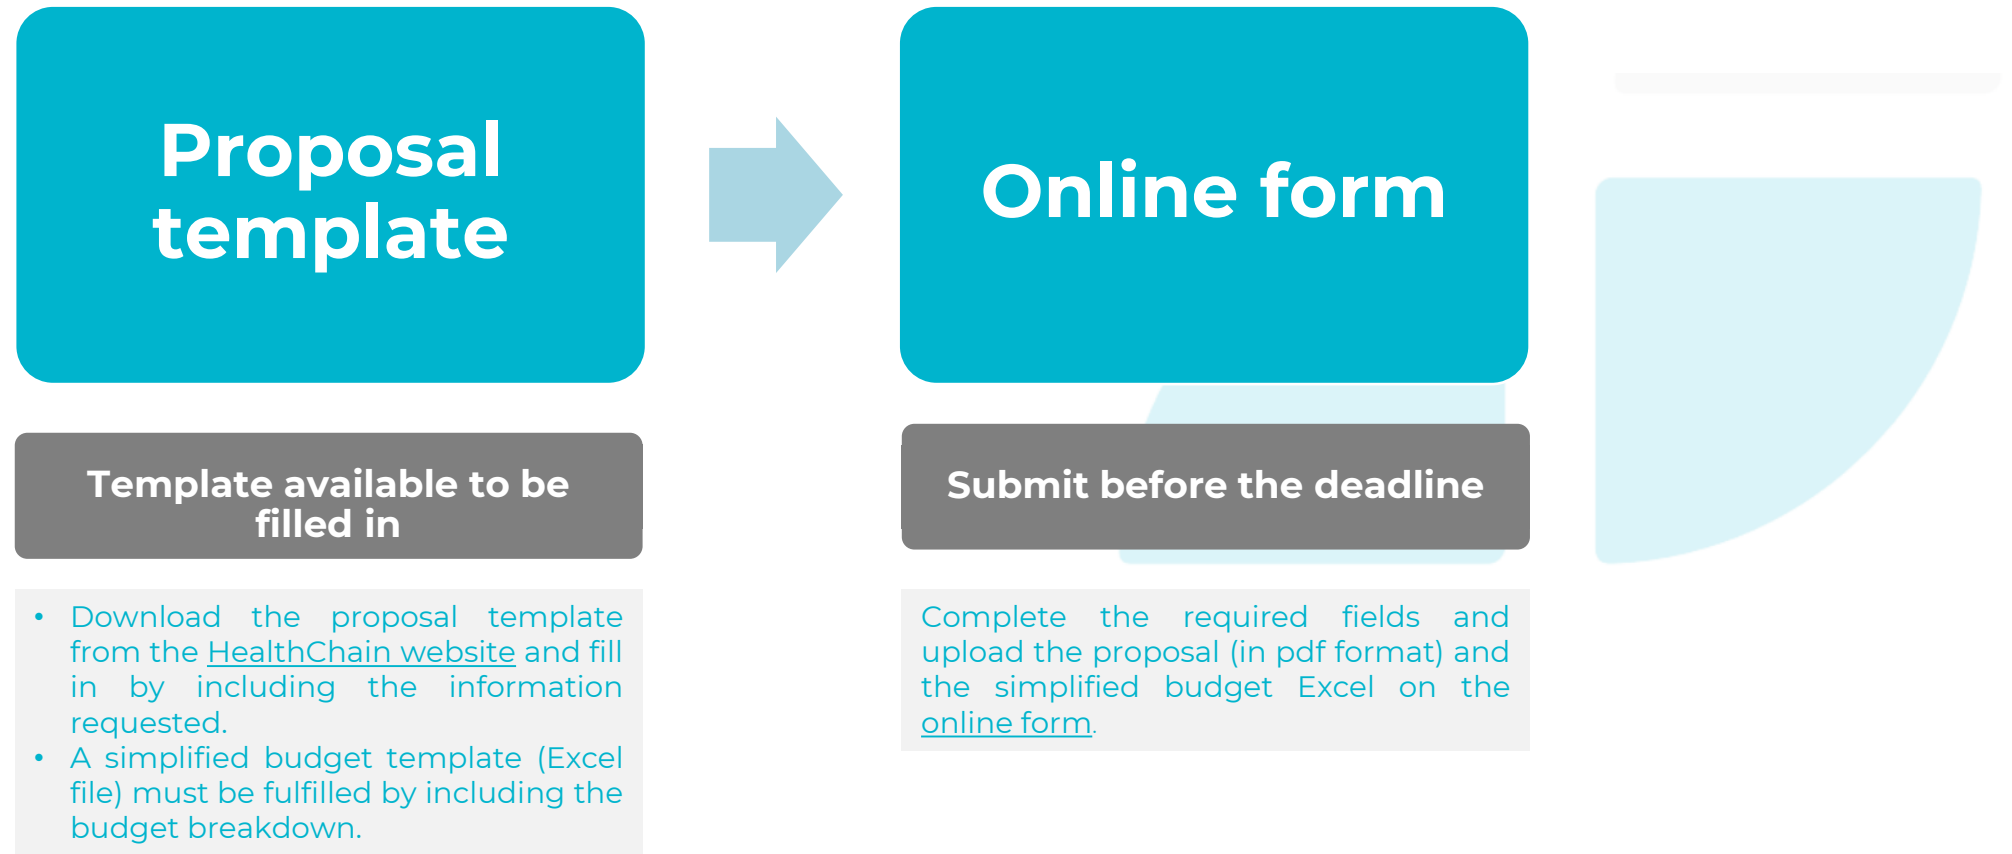 Proposal
template
Online form
Template available to be
filled in
Submit before the deadline
• Download the proposal template
from the HealthChain website and fill
in by including the information
requested.
• A simplified budget template (Excel
file) must be fulfilled by including the
budget breakdown.
Complete the required fields and
upload the proposal (in pdf format) and
the simplified budget Excel on the
online form.